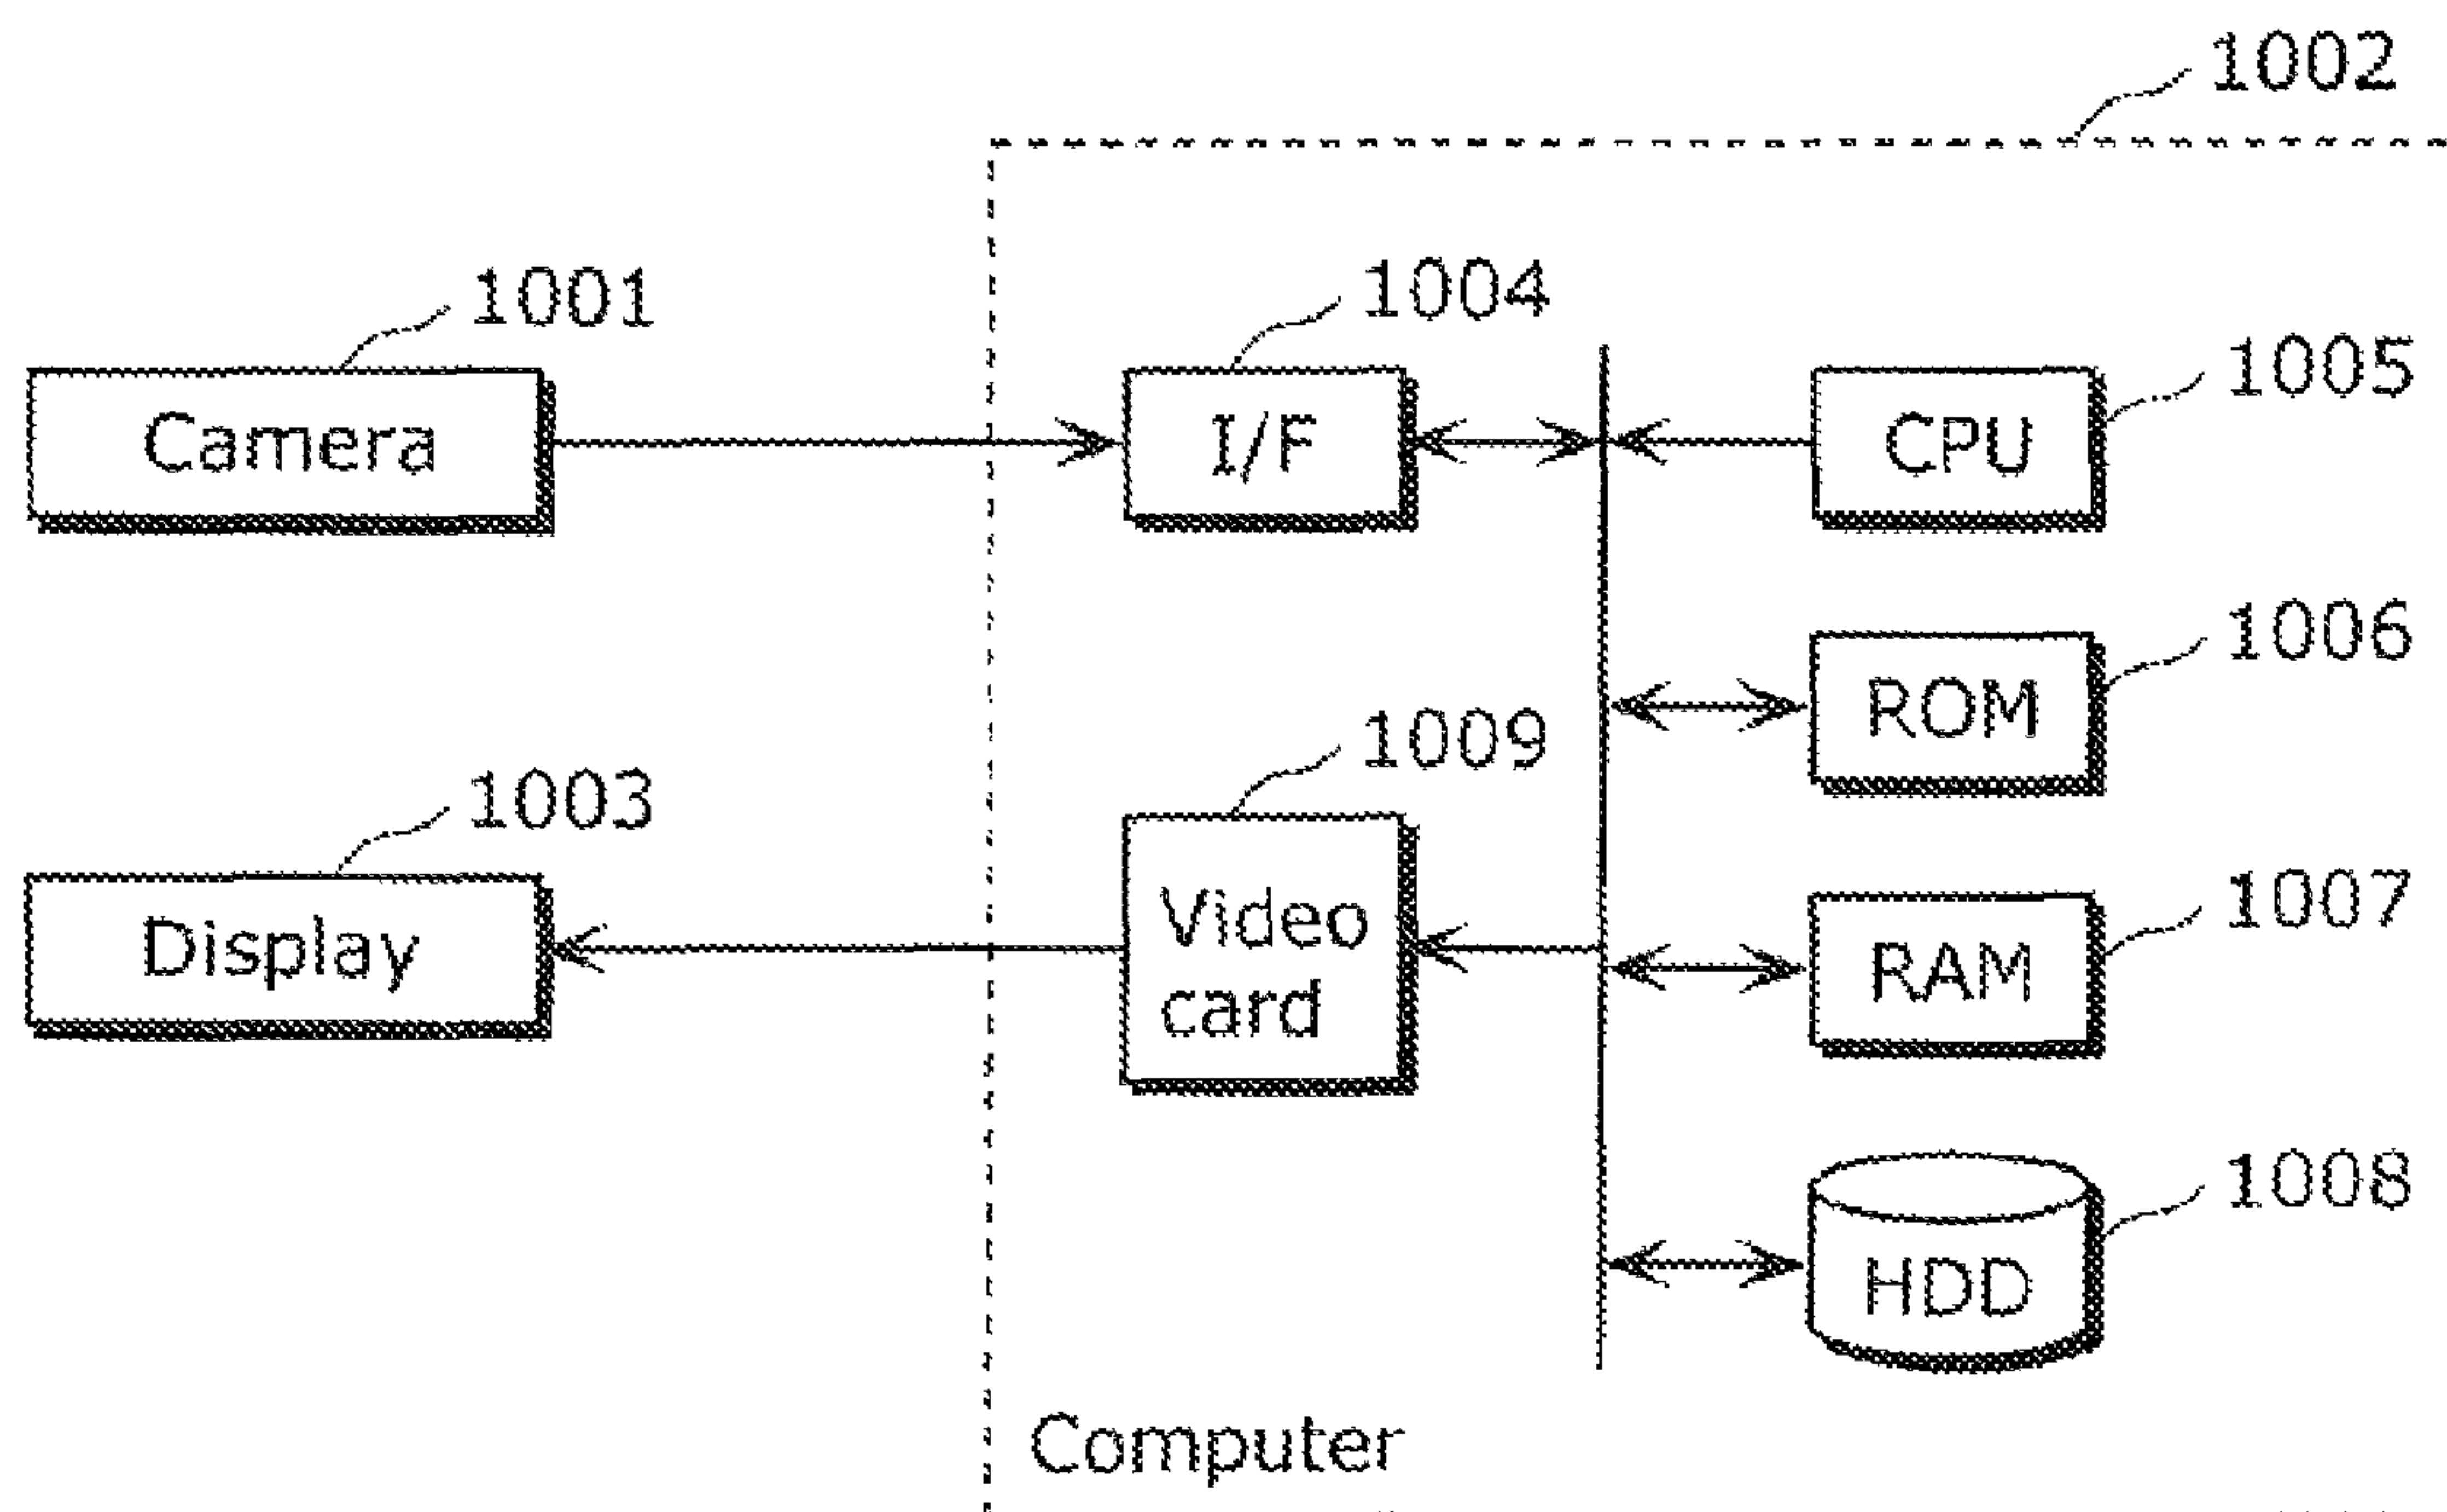 1002
1001
1004
1005
Camera
I/F
CPU
1006
ROM
1009
1003
1007
Video
card
Display
RAM
1008
HDD
Computer